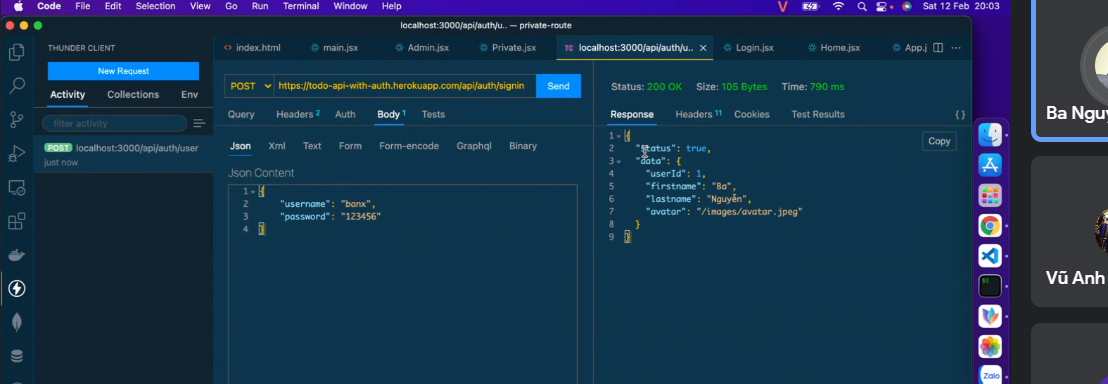 Code File Edit Selection View Go Run Terminal Window Help Sat 12 Feb 20:03
localhost:3000/api/auth/u.. — private-route
THUNDER CLIENT
New Request
Activity Collections Env
filter activity
POST localhost:3000/api/auth/user
just now
<> index.html main.jsx Admin.jsx Private.jsx TC localhost:3000/api/auth/u.. × Login.jsx Home.jsx App.j ···
POST https://todo-api-with-auth.herokuapp.com/api/auth/signin Send
Query Headers 2 Auth Body 1 Tests
Json Xml Text Form Form-encode Graphql Binary
Json Content
1 {
2 "username": "banx",
3 "password": "123456"
4 }
Status: 200 OK Size: 105 Bytes Time: 790 ms
Response Headers 11 Cookies Test Results { }
Copy
1 {
2 "status": true,
3 "data": {
4 "userId": 1,
5 "firstname": "Ba",
6 "lastname": "Nguyễn",
7 "avatar": "/images/avatar.jpeg"
8 }
9 }
Zalo
Ba Nguy
Vũ Anh